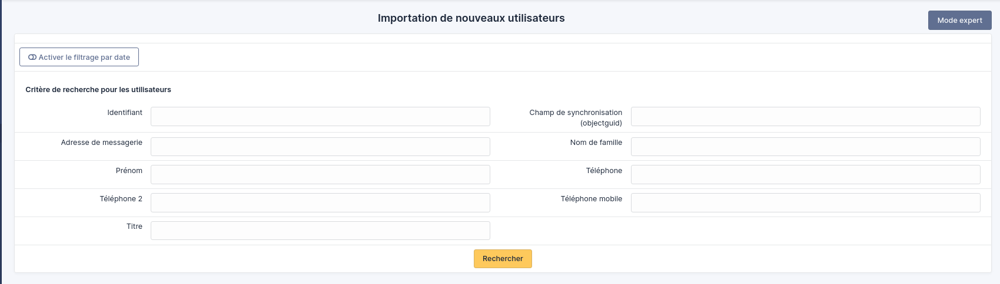 Importation de nouveaux utilisateurs
Mode expert
Activer le filtrage par date
Critère de recherche pour les utilisateurs
Identifiant
Champ de synchronisation
(objectguid)
Adresse de messagerie
Nom de famille
Prénom
Téléphone
Téléphone 2
Téléphone mobile
Titre
Rechercher